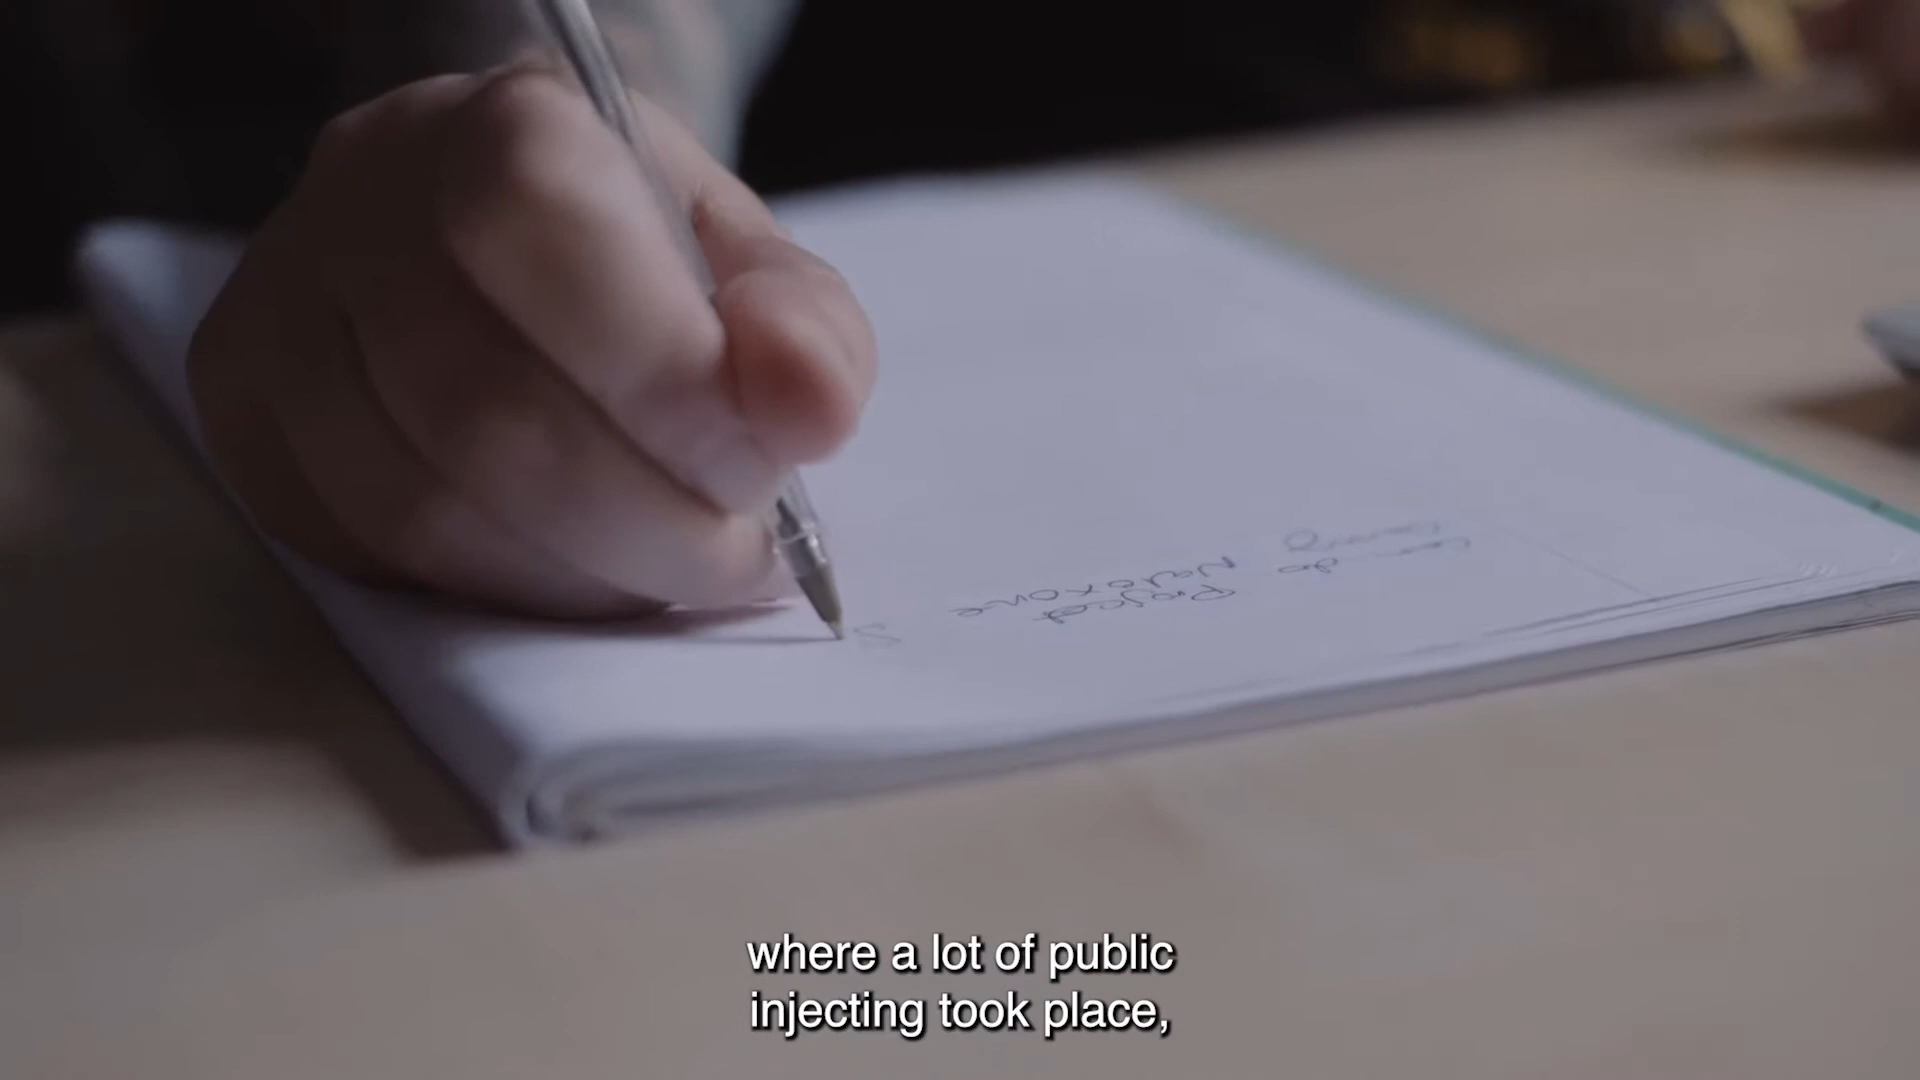 Project
Naloxone
where a lot of public
injecting took place,